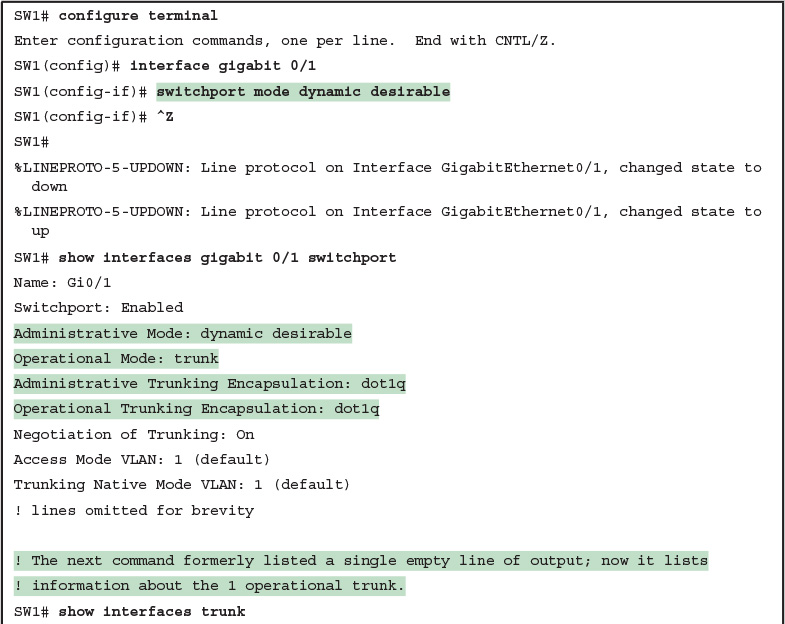 SW1# configure terminal
Enter configuration commands, one per line.  End with CNTL/Z.
SW1(config)# interface gigabit 0/1
SW1(config-if)# switchport mode dynamic desirable
SW1(config-if)# ^Z
SW1#
%LINEPROTO-5-UPDOWN: Line protocol on Interface GigabitEthernet0/1, changed state to
down
%LINEPROTO-5-UPDOWN: Line protocol on Interface GigabitEthernet0/1, changed state to
up
SW1# show interfaces gigabit 0/1 switchport
Name: Gi0/1
Switchport: Enabled
Administrative Mode: dynamic desirable
Operational Mode: trunk
Administrative Trunking Encapsulation: dot1q
Operational Trunking Encapsulation: dot1q
Negotiation of Trunking: On
Access Mode VLAN: 1 (default)
Trunking Native Mode VLAN: 1 (default)
! lines omitted for brevity
! The next command formerly listed a single empty line of output; now it lists
! information about the 1 operational trunk.
SW1# show interfaces trunk